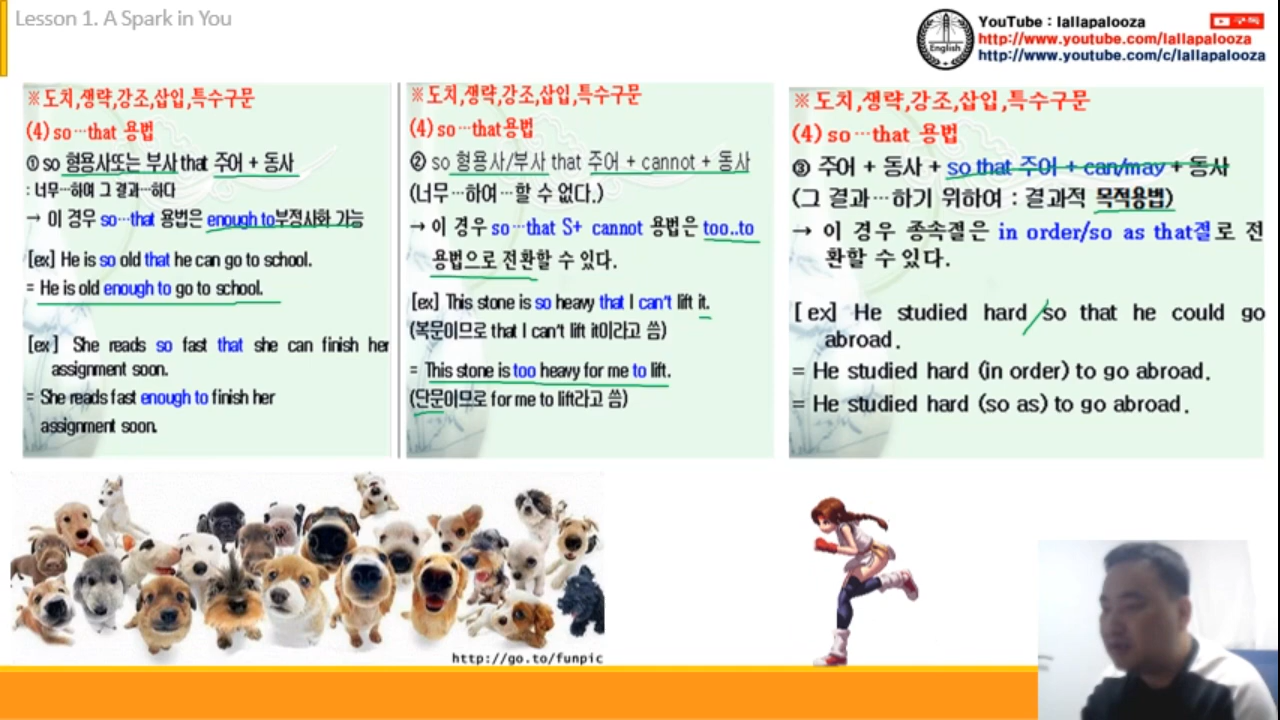 Lesson 1. A Spark in You
English
YouTube : lallapalooza
구독
http://www.youtube.com/lallapalooza
http://www.youtube.com/c/lallapalooza
※도치,생략,강조,삽입,특수구문
(4) so…that 용법
① so 형용사또는 부사 that 주어 + 동사
: 너무…하여 그 결과…하다
→ 이 경우 so…that 용법은 enough to부정사화 가능
[ex] He is so old that he can go to school.
= He is old enough to go to school.
[ex] She reads so fast that she can finish her
assignment soon.
= She reads fast enough to finish her
assignment soon.
※도치,생략,강조,삽입,특수구문
(4) so…that용법
② so 형용사/부사 that 주어 + cannot + 동사
(너무…하여…할 수 없다.)
→ 이 경우 so…that S+ cannot 용법은 too..to
용법으로 전환할 수 있다.
[ex] This stone is so heavy that I can't lift it.
(복문이므로 that I can't lift it이라고 씀)
= This stone is too heavy for me to lift.
(단문이므로 for me to lift라고 씀)
※도치,생략,강조,삽입,특수구문
(4) so…that 용법
③ 주어 + 동사 + so that 주어 + can/may + 동사
(그 결과…하기 위하여 : 결과적 목적용법)
→ 이 경우 종속절은 in order/so as that절로 전
환할 수 있다.
[ex] He studied hard so that he could go
abroad.
= He studied hard (in order) to go abroad.
= He studied hard (so as) to go abroad.
http://go.to/funpic